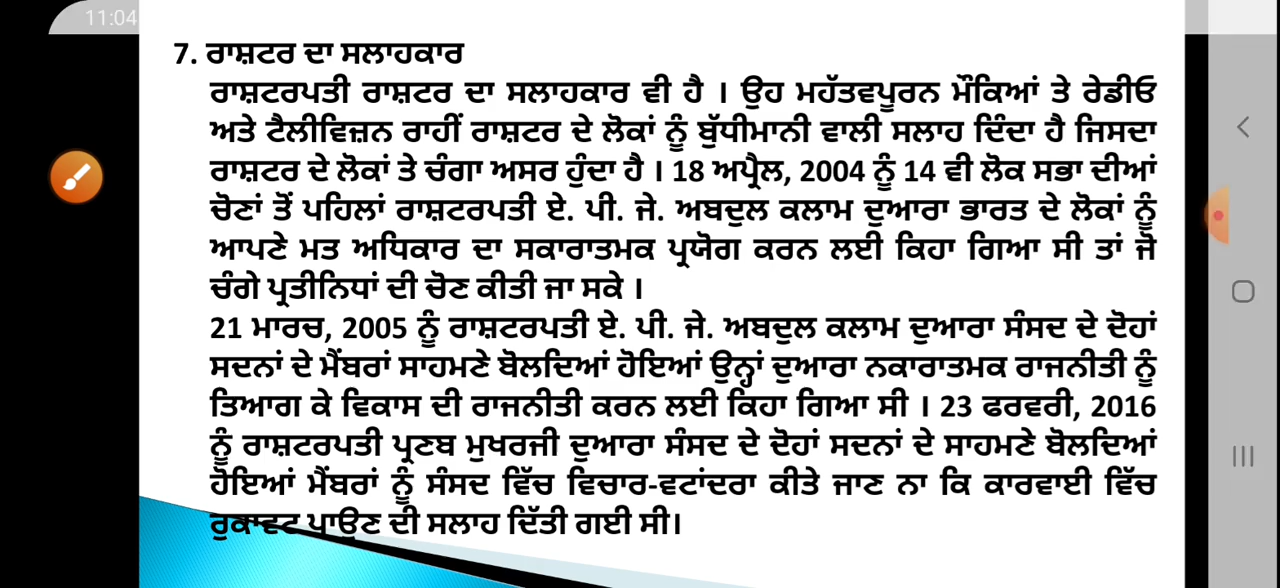 11:04
7. ਰਾਸ਼ਟਰ ਦਾ ਸਲਾਹਕਾਰ
ਰਾਸ਼ਟਰਪਤੀ ਰਾਸ਼ਟਰ ਦਾ ਸਲਾਹਕਾਰ ਵੀ ਹੈ । ਉਹ ਮਹੱਤਵਪੂਰਨ ਮੌਕਿਆਂ ਤੇ ਰੇਡੀਓ
ਅਤੇ ਟੈਲੀਵਿਜ਼ਨ ਰਾਹੀਂ ਰਾਸ਼ਟਰ ਦੇ ਲੋਕਾਂ ਨੂੰ ਬੁੱਧੀਮਾਨੀ ਵਾਲੀ ਸਲਾਹ ਦਿੰਦਾ ਹੈ ਜਿਸਦਾ
ਰਾਸ਼ਟਰ ਦੇ ਲੋਕਾਂ ਤੇ ਚੰਗਾ ਅਸਰ ਹੁੰਦਾ ਹੈ । 18 ਅਪ੍ਰੈਲ, 2004 ਨੂੰ 14 ਵੀ ਲੋਕ ਸਭਾ ਦੀਆਂ
ਚੋਣਾਂ ਤੋਂ ਪਹਿਲਾਂ ਰਾਸ਼ਟਰਪਤੀ ਏ. ਪੀ. ਜੇ. ਅਬਦੁਲ ਕਲਾਮ ਦੁਆਰਾ ਭਾਰਤ ਦੇ ਲੋਕਾਂ ਨੂੰ
ਆਪਣੇ ਮਤ ਅਧਿਕਾਰ ਦਾ ਸਕਾਰਾਤਮਕ ਪ੍ਰਯੋਗ ਕਰਨ ਲਈ ਕਿਹਾ ਗਿਆ ਸੀ ਤਾਂ ਜੋ
ਚੰਗੇ ਪ੍ਰਤੀਨਿਧਾਂ ਦੀ ਚੋਣ ਕੀਤੀ ਜਾ ਸਕੇ ।
21 ਮਾਰਚ, 2005 ਨੂੰ ਰਾਸ਼ਟਰਪਤੀ ਏ. ਪੀ. ਜੇ. ਅਬਦੁਲ ਕਲਾਮ ਦੁਆਰਾ ਸੰਸਦ ਦੇ ਦੋਹਾਂ
ਸਦਨਾਂ ਦੇ ਮੈਂਬਰਾਂ ਸਾਹਮਣੇ ਬੋਲਦਿਆਂ ਹੋਇਆਂ ਉਨ੍ਹਾਂ ਦੁਆਰਾ ਨਕਾਰਾਤਮਕ ਰਾਜਨੀਤੀ ਨੂੰ
ਤਿਆਗ ਕੇ ਵਿਕਾਸ ਦੀ ਰਾਜਨੀਤੀ ਕਰਨ ਲਈ ਕਿਹਾ ਗਿਆ ਸੀ । 23 ਫਰਵਰੀ, 2016
ਨੂੰ ਰਾਸ਼ਟਰਪਤੀ ਪ੍ਰਣਬ ਮੁਖਰਜੀ ਦੁਆਰਾ ਸੰਸਦ ਦੇ ਦੋਹਾਂ ਸਦਨਾਂ ਦੇ ਸਾਹਮਣੇ ਬੋਲਦਿਆਂ
ਹੋਇਆਂ ਮੈਂਬਰਾਂ ਨੂੰ ਸੰਸਦ ਵਿੱਚ ਵਿਚਾਰ-ਵਟਾਂਦਰਾ ਕੀਤੇ ਜਾਣ ਨਾ ਕਿ ਕਾਰਵਾਈ ਵਿੱਚ
ਰੁਕਾਵਟ ਪਾਉਣ ਦੀ ਸਲਾਹ ਦਿੱਤੀ ਗਈ ਸੀ।